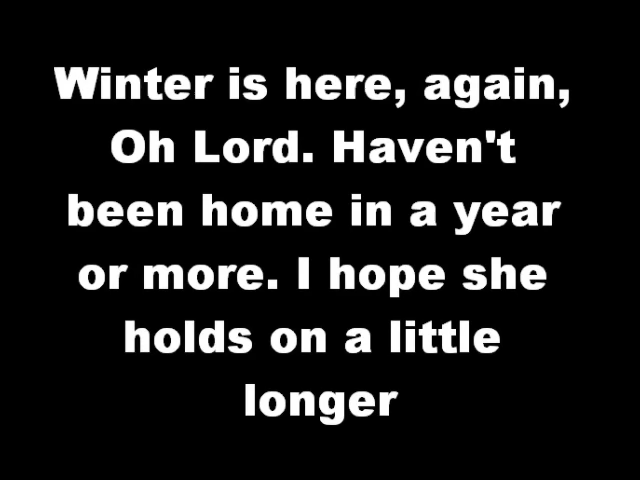 Winter is here, again,
Oh Lord. Haven't
been home in a year
or more. I hope she
holds on a little
longer